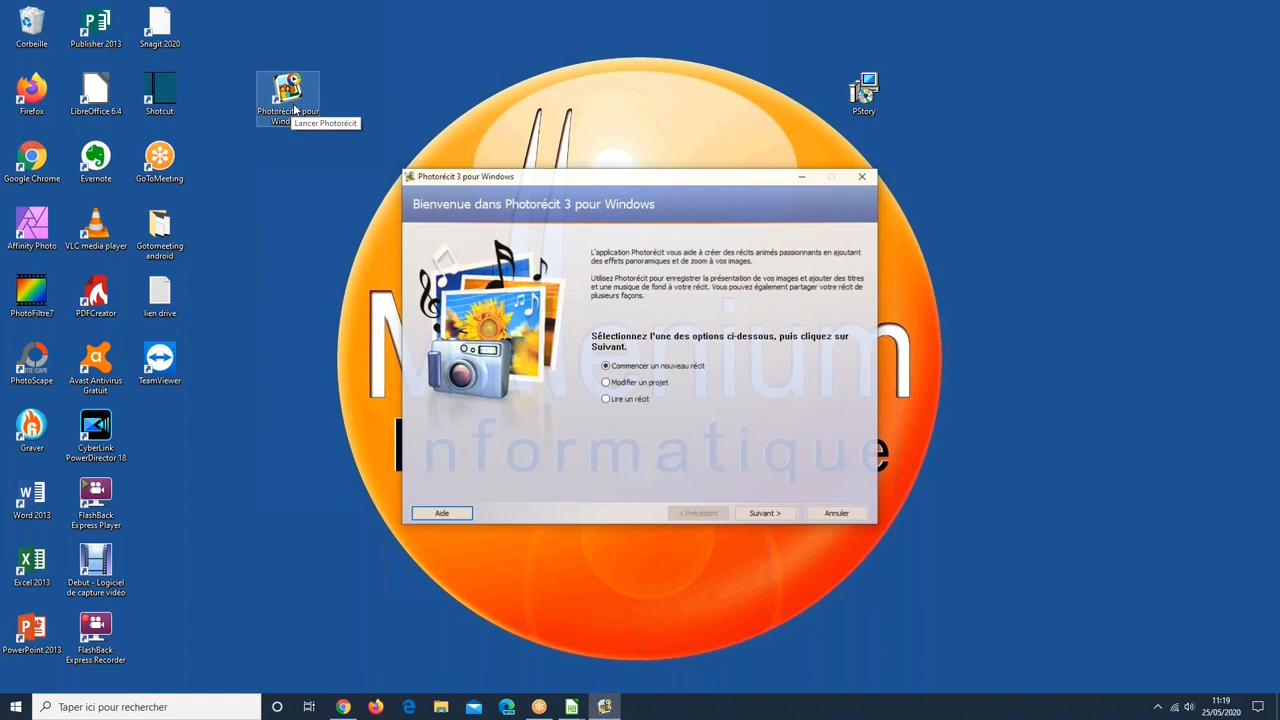 Corbeille
Publisher 2013
Snagit 2020
Firefox
LibreOffice 6.4
Shotcut
Photorécit
pour
Wind
Lancer Photorécit
PStory
Google Chrome
Evernote
GoToMeeting
Affinity Photo
VLC media player
Gotomeeting
android
PhotoFiltre7
PDFCreator
lien drive
PhotoScape
Avast Antivirus
Gratuit
TeamViewer
Graver
CyberLink
PowerDirector 18
Word 2013
FlashBack
Express Player
Excel 2013
Debut - Logiciel
de capture vidéo
PowerPoint 2013
FlashBack
Express Recorder
Photorécit 3 pour Windows
Bienvenue dans Photorécit 3 pour Windows
L'application Photorécit vous aide à créer des récits animés passionnants en ajoutant
des effets panoramiques et de zoom à vos images.
Utilisez Photorécit pour enregistrer la présentation de vos images et ajouter des titres
et une musique de fond à votre récit. Vous pouvez également partager votre récit de
plusieurs façons.
Sélectionnez l'une des options ci-dessous, puis cliquez sur
Suivant.
Commencer un nouveau récit
Modifier un projet
Lire un récit
Informatique
Aide
< Précédent
Suivant >
Annuler
Taper ici pour rechercher
11:19
25/05/2020